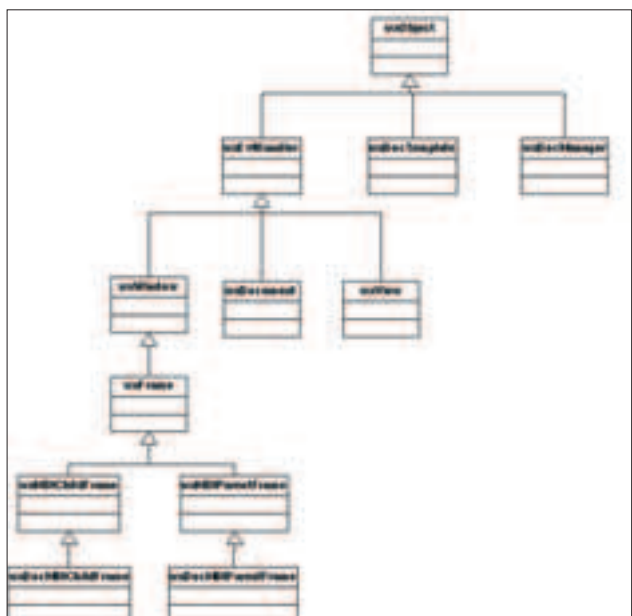 wxObject
wxEvtHandler
wxDocTemplate
wxDocManager
wxWindow
wxDocument
wxView
wxFrame
wxMDIChildFrame
wxMDIParentFrame
wxDocMDIChildFrame
wxDocMDIParentFrame